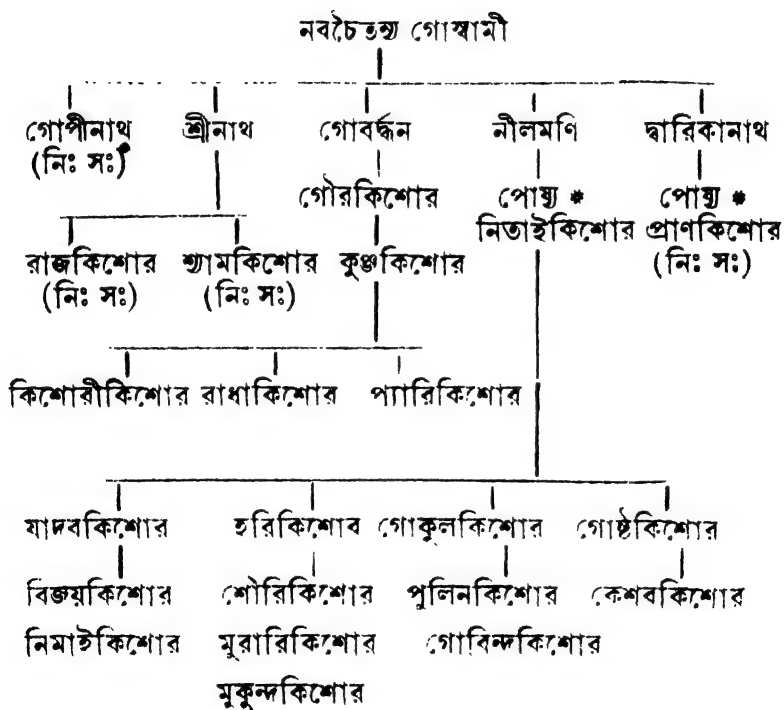 নবচৈতন্য গোস্বামী
গোপীনাথ শ্রীনাথ গোবর্দ্ধন নীলমণি দ্বারিকানাথ
(নিঃ সঃ)
গৌরকিশোর পোষ্য * পোষ্য *
নিতাইকিশোর প্রাণকিশোর
রাজকিশোর শ্যামকিশোর কুঞ্জকিশোর (নিঃ সঃ)
(নিঃ সঃ) (নিঃ সঃ)
কিশোরীকিশোর রাধাকিশোর প্যারিকিশোর
যাদবকিশোর হরিকিশোর গোকুলকিশোর গোষ্ঠকিশোর
বিজয়কিশোর শৌরিকিশোর পুলিনকিশোর কেশবকিশোর
নিমাইকিশোর মুরারিকিশোর গোবিন্দকিশোর
মুকুন্দকিশোর